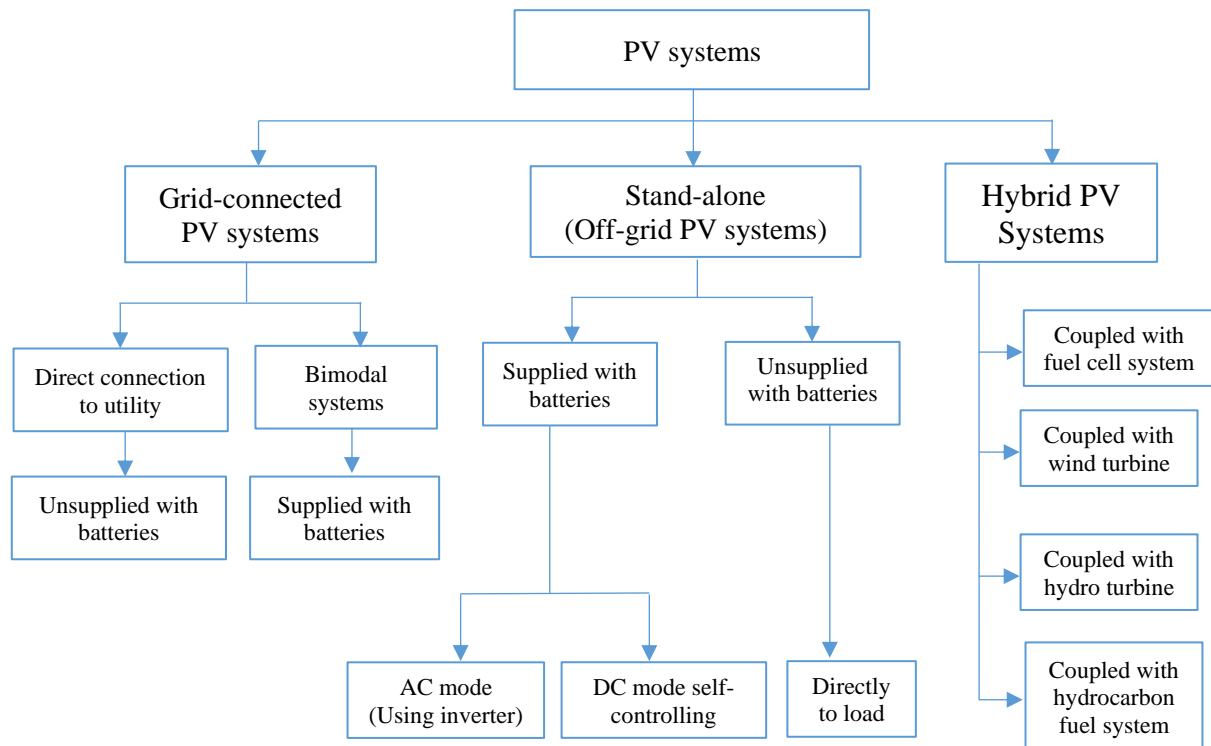 PV systems
Grid-connected
PV systems
Stand-alone
(Off-grid PV systems)
Hybrid PV
Systems
Direct connection
to utility
Bimodal
systems
Supplied with
batteries
Unsupplied
with batteries
Coupled with
fuel cell system
Coupled with
wind turbine
Unsupplied with
batteries
Supplied with
batteries
Coupled with
hydro turbine
AC mode
(Using inverter)
DC mode self-
controlling
Directly
to load
Coupled with
hydrocarbon
fuel system